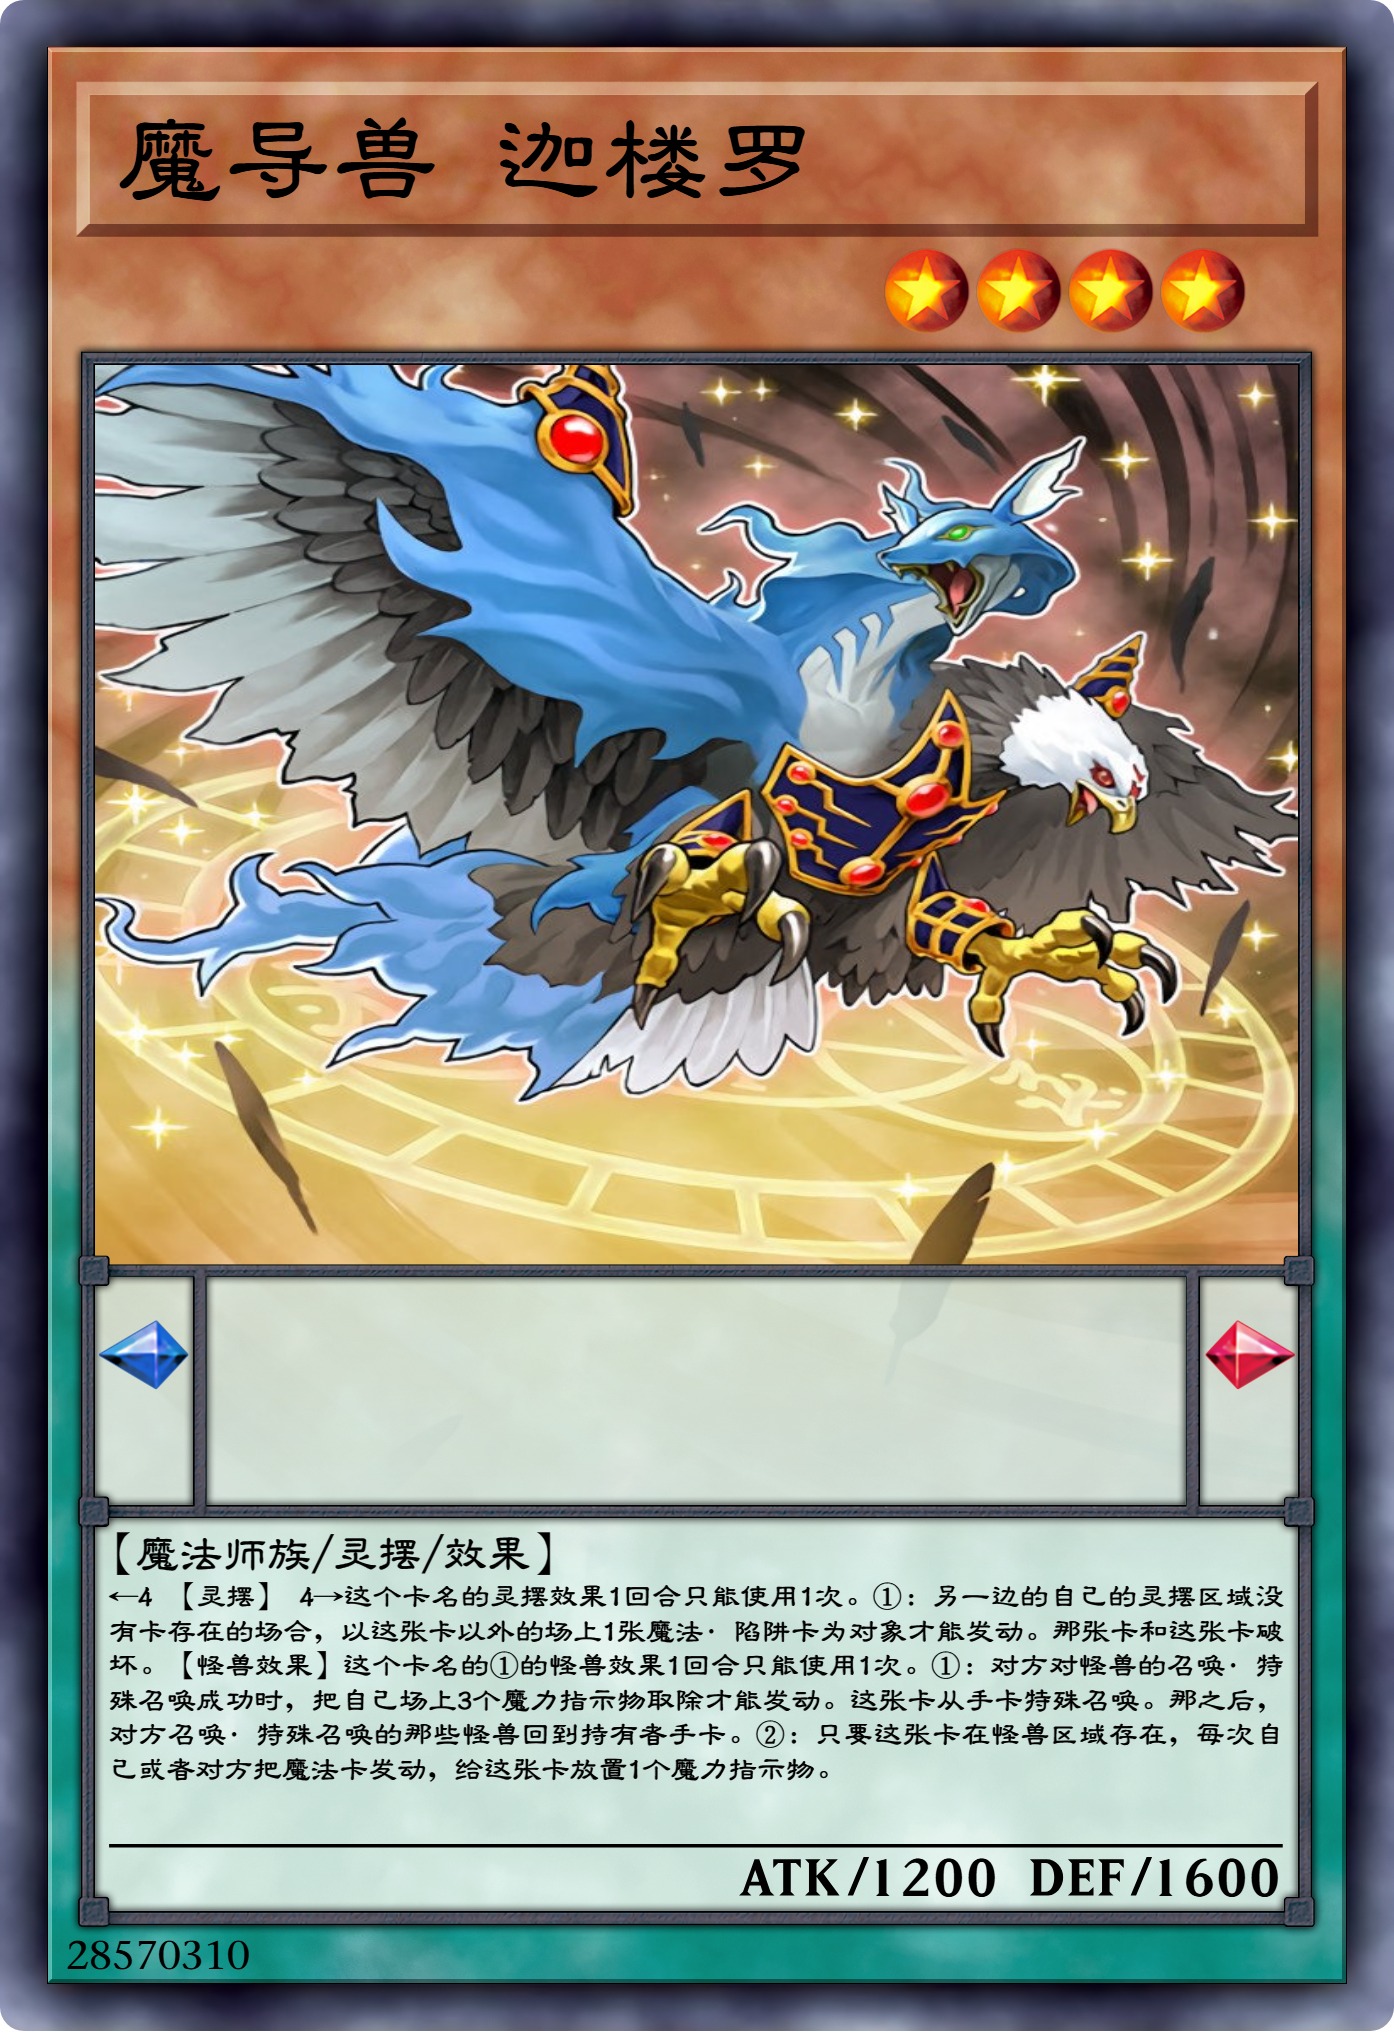 魔导兽 迦楼罗
【魔法师族/灵摆/效果】
←4 【灵摆】 4→这个卡名的灵摆效果1回合只能使用1次。①：另一边的自己的灵摆区域没
有卡存在的场合，以这张卡以外的场上1张魔法·陷阱卡为对象才能发动。那张卡和这张卡破
坏。【怪兽效果】这个卡名的①的怪兽效果1回合只能使用1次。①：对方对怪兽的召唤·特
殊召唤成功时，把自己场上3个魔力指示物取除才能发动。这张卡从手卡特殊召唤。那之后，
对方召唤·特殊召唤的那些怪兽回到持有者手卡。②：只要这张卡在怪兽区域存在，每次自
己或者对方把魔法卡发动，给这张卡放置1个魔力指示物。
ATK/1200 DEF/1600
28570310